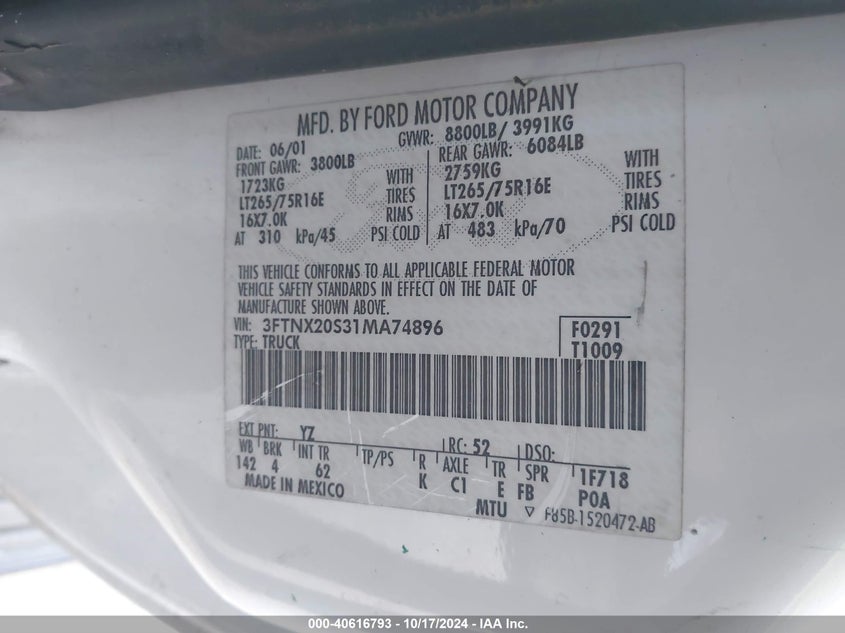 MFD. BY FORD MOTOR COMPANY
DATE: 06/01 GVWR: 8800LB/ 3991KG
FRONT GAWR: 3800LB REAR GAWR: 6084LB
1723KG WITH 2759KG WITH
LT265/75R16E TIRES LT265/75R16E TIRES
16X7.0K RIMS 16X7.0K RIMS
AT 310 kPa/45 PSI COLD AT 483 kPa/70 PSI COLD
THIS VEHICLE CONFORMS TO ALL APPLICABLE FEDERAL MOTOR
VEHICLE SAFETY STANDARDS IN EFFECT ON THE DATE OF
MANUFACTURE SHOWN ABOVE.
VIN: 3FTNX20S31MA74896 F0291
TYPE: TRUCK T1009
EXT PNT: YZ RC: 52 DSO:
WB BRK INT TR TP/PS R AXLE TR SPR 1F718
142 4 62 K C1 E FB P0A
MADE IN MEXICO MTU ▽ F85B-1520472-AB
000-40616793 - 10/17/2024 - IAA Inc.